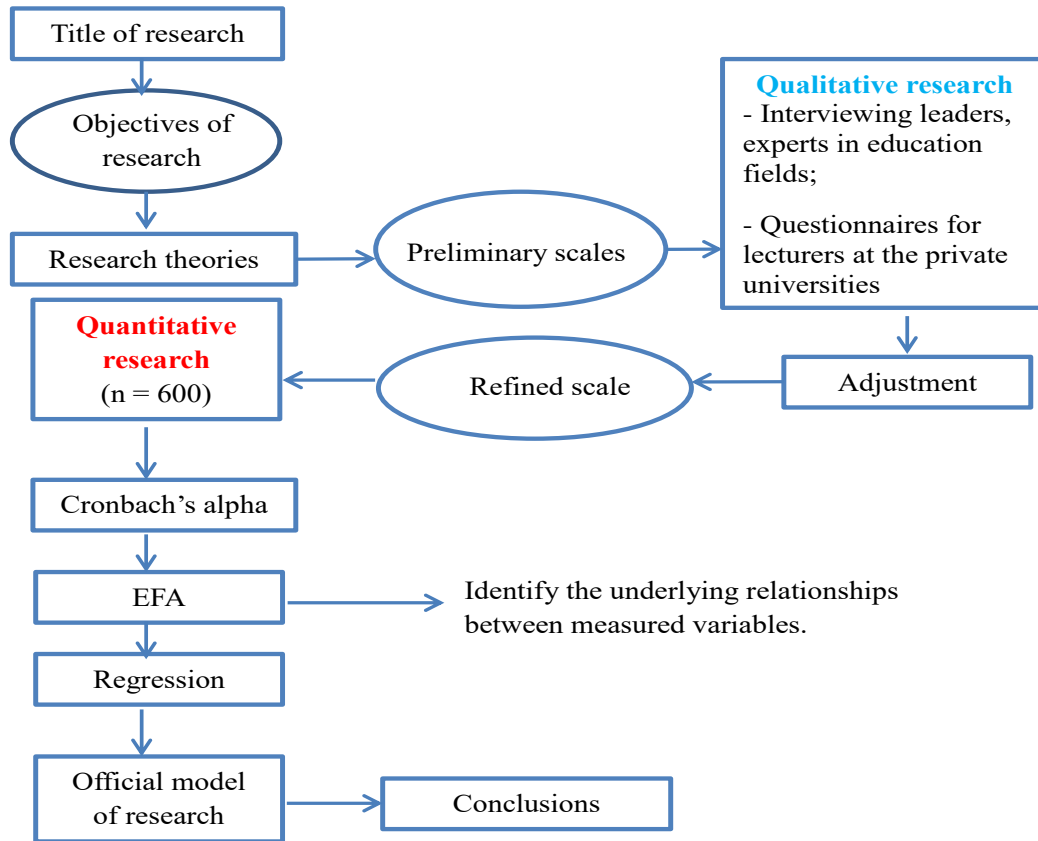 Title of research
Objectives of
research
Research theories
Preliminary scales
Qualitative research
- Interviewing leaders,
experts in education
fields;
- Questionnaires for
lecturers at the private
universities
Adjustment
Refined scale
Quantitative
research
(n = 600)
Cronbach’s alpha
EFA
Identify the underlying relationships
between measured variables.
Regression
Official model
of research
Conclusions